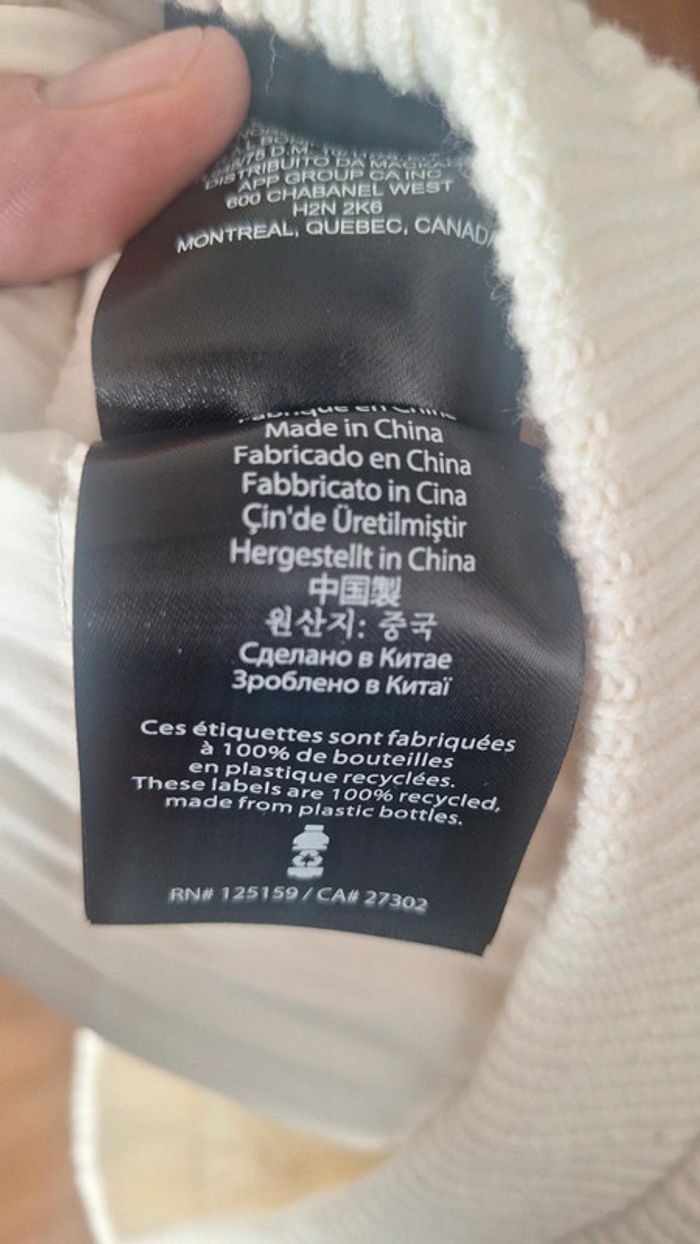 DISTRIBUITO DA
APP GROUP CA INC
600 CHABANEL WEST
H2N 2K6
MONTREAL, QUEBEC, CANADA
Fabrique en Chine
Made in China
Fabricado en China
Fabbricato in Cina
Çin'de Üretilmiştir
Hergestellt in China
中国製
원산지: 중국
Сделано в Китае
Зроблено в Китаї
Ces étiquettes sont fabriquées
à 100% de bouteilles
en plastique recyclées.
These labels are 100% recycled,
made from plastic bottles.
RN# 125159 / CA# 27302